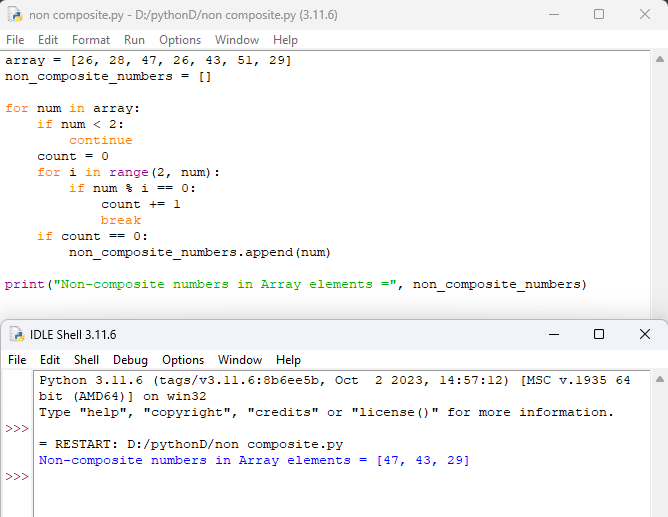 non composite.py - D:/pythonD/non composite.py (3.11.6)
File Edit Format Run Options Window Help
array = [26, 28, 47, 26, 43, 51, 29]
non_composite_numbers = []
for num in array:
    if num < 2:
        continue
    count = 0
    for i in range(2, num):
        if num % i == 0:
            count += 1
            break
    if count == 0:
        non_composite_numbers.append(num)
print("Non-composite numbers in Array elements =", non_composite_numbers)
IDLE Shell 3.11.6
File Edit Shell Debug Options Window Help
Python 3.11.6 (tags/v3.11.6:8b6ee5b, Oct  2 2023, 14:57:12) [MSC v.1935 64
bit (AMD64)] on win32
Type "help", "copyright", "credits" or "license()" for more information.
>>>
= RESTART: D:/pythonD/non composite.py
Non-composite numbers in Array elements = [47, 43, 29]
>>>